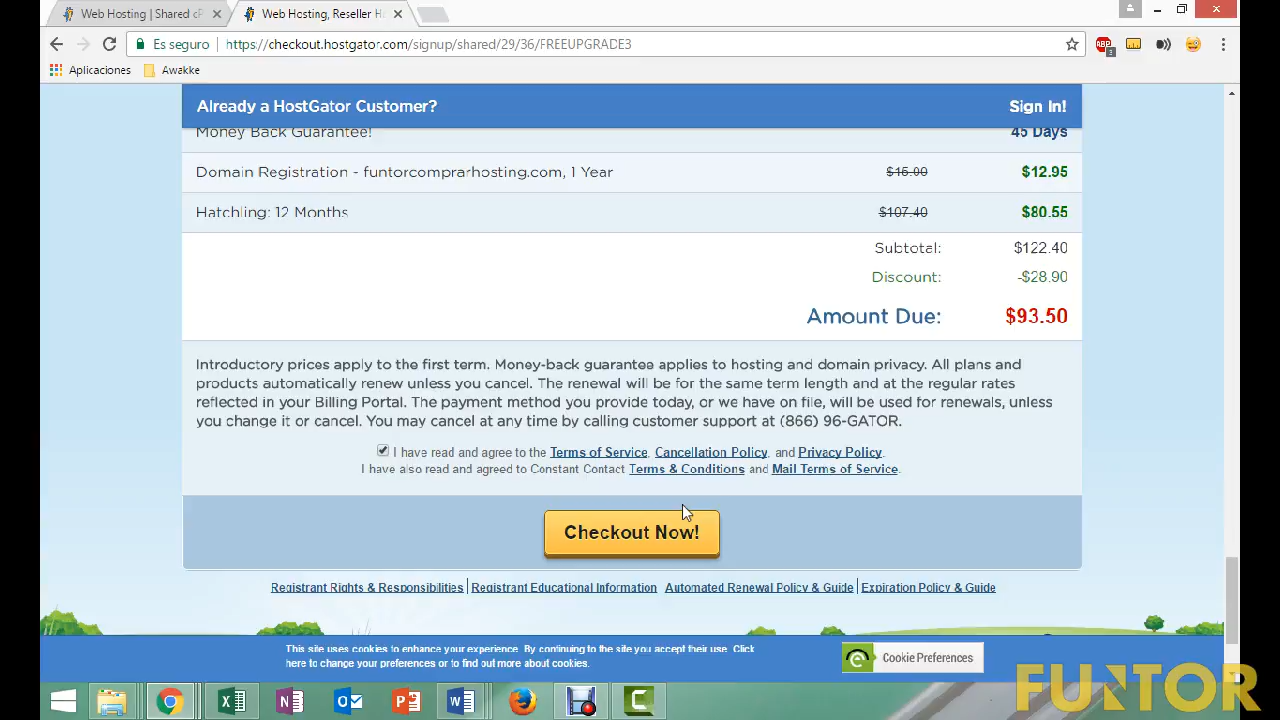 Web Hosting | Shared cP
Web Hosting, Reseller H
Es seguro
https://checkout.hostgator.com/signup/shared/29/36/FREEUPGRADE3
ABP
3
Aplicaciones
Awakke
Already a HostGator Customer?
Sign In!
Money Back Guarantee!
45 Days
Domain Registration - funtorcomprarhosting.com, 1 Year
$15.00
$12.95
Hatchling: 12 Months
$107.40
$80.55
Subtotal:
$122.40
Discount:
-$28.90
Amount Due:
$93.50
Introductory prices apply to the first term. Money-back guarantee applies to hosting and domain privacy. All plans and
products automatically renew unless you cancel. The renewal will be for the same term length and at the regular rates
reflected in your Billing Portal. The payment method you provide today, or we have on file, will be used for renewals, unless
you change it or cancel. You may cancel at any time by calling customer support at (866) 96-GATOR.
I have read and agree to the Terms of Service, Cancellation Policy, and Privacy Policy.
I have also read and agreed to Constant Contact Terms & Conditions and Mail Terms of Service.
Checkout Now!
Registrant Rights & Responsibilities | Registrant Educational Information Automated Renewal Policy & Guide | Expiration Policy & Guide
This site uses cookies to enhance your experience. By continuing to the site you accept their use. Click
here to change your preferences or to find out more about cookies.
Cookie Preferences
FUNTOR